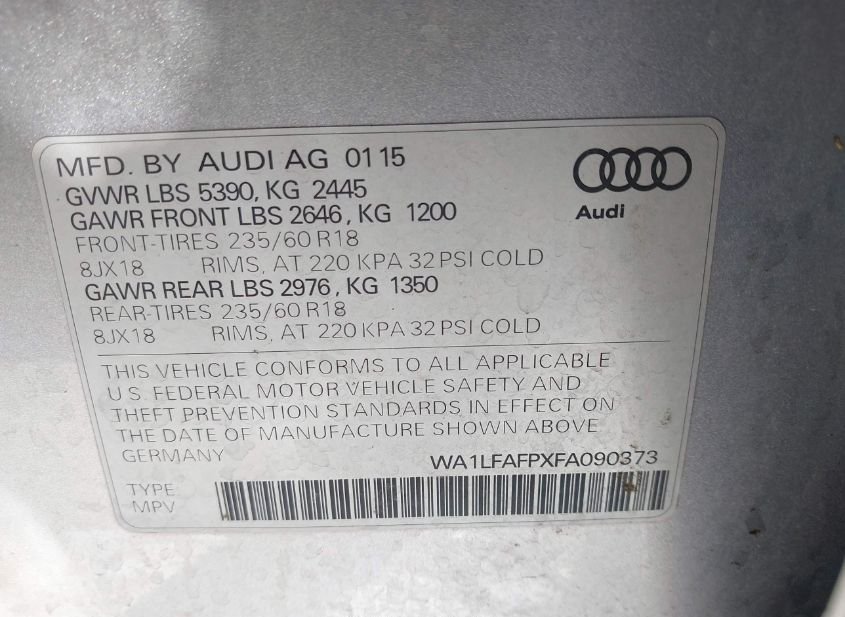 MFD. BY AUDI AG 01 15
GVWR LBS 5390, KG 2445
GAWR FRONT LBS 2646, KG 1200
FRONT-TIRES 235/60 R18
8JX18 RIMS, AT 220 KPA 32 PSI COLD
GAWR REAR LBS 2976, KG 1350
REAR-TIRES 235/60 R18
8JX18 RIMS, AT 220 KPA 32 PSI COLD
Audi
THIS VEHICLE CONFORMS TO ALL APPLICABLE
U.S. FEDERAL MOTOR VEHICLE SAFETY AND
THEFT PREVENTION STANDARDS IN EFFECT ON
THE DATE OF MANUFACTURE SHOWN ABOVE
GERMANY WA1LFAFPXFA090373
TYPE
MPV